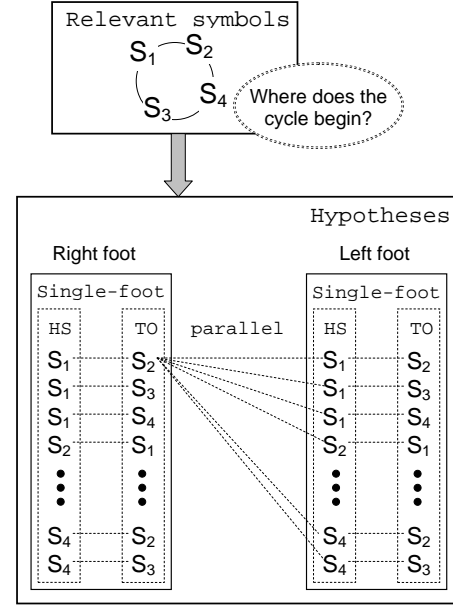 Relevant symbols
S₁ S₂
S₃ S₄
Where does the
cycle begin?
Hypotheses
Right foot Left foot
Single-foot Single-foot
HS TO parallel HS TO
S₁ S₂ S₁ S₂
S₁ S₃ S₁ S₃
S₁ S₄ S₁ S₄
S₂ S₁ S₂ S₁
S₄ S₂ S₄ S₂
S₄ S₃ S₄ S₃